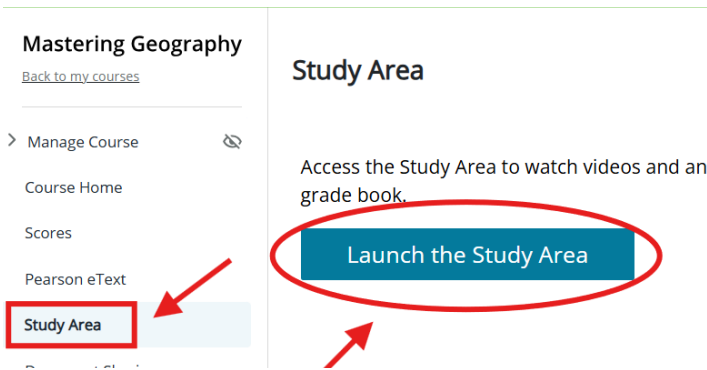 Mastering Geography
Back to my courses
Manage Course
Course Home
Scores
Pearson eText
Study Area
Study Area
Access the Study Area to watch videos and an
grade book.
Launch the Study Area